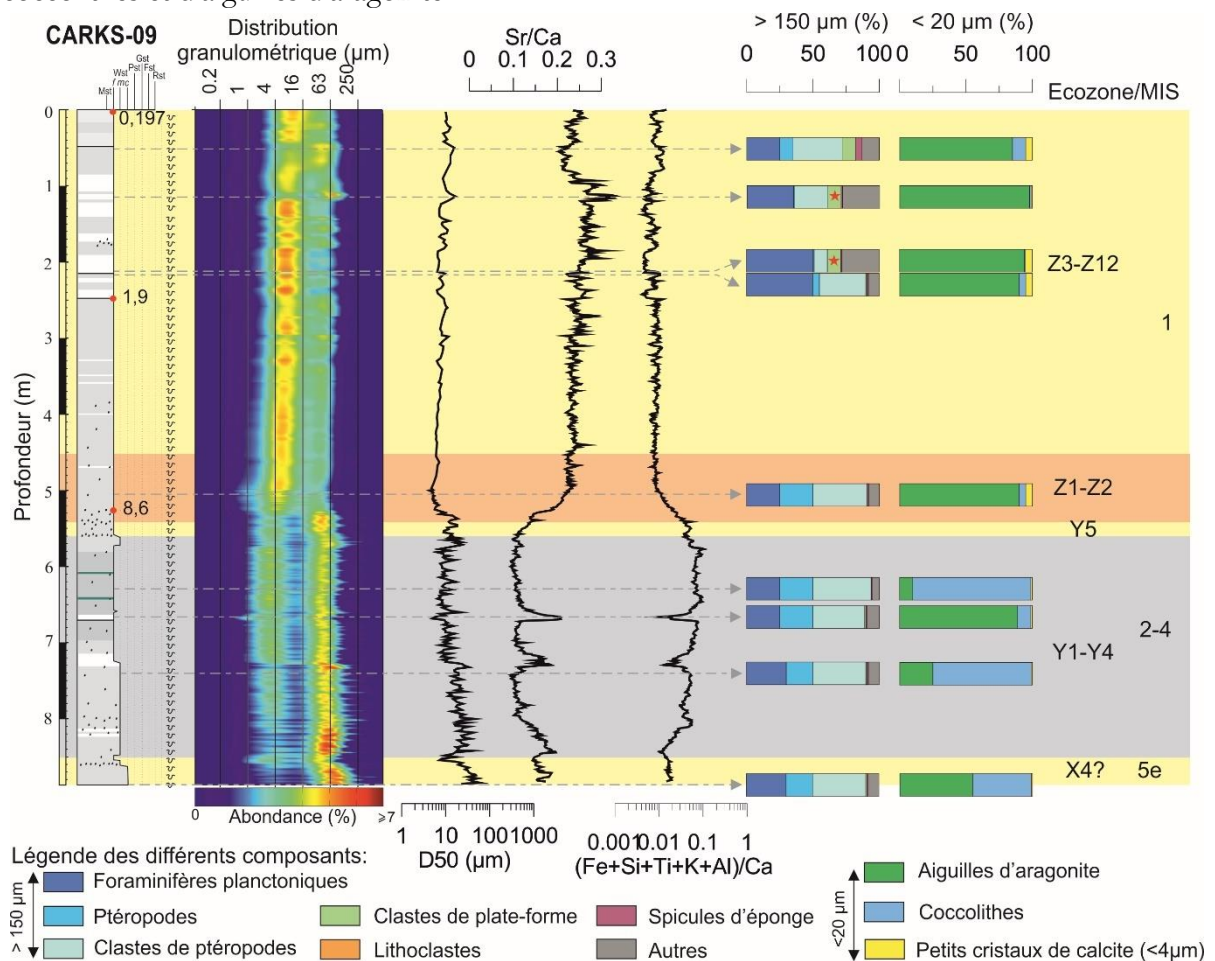 CARKS-09
Distribution
granulométrique (µm)
Sr/Ca
> 150 µm (%)
< 20 µm (%)
0 0.1 0.2 0.3
0 50 100
0 50 100
Mst
f
Wst
mc
Pst
Gst
Fst
Rst
0.2
1
4
16
63
250
Ecozone/MIS
Profondeur (m)
0
1
2
3
4
5
6
7
8
0,197
1,9
8,6
Z3-Z12
1
Z1-Z2
Y5
2-4
Y1-Y4
X4? 5e
0 Abondance (%) ⩾7
1 10 100 1000
D50 (µm)
0.001 0.01 0.1 1
(Fe+Si+Ti+K+Al)/Ca
Légende des différents composants:
> 150 µm
Foraminifères planctoniques
Ptéropodes
Clastes de ptéropodes
Clastes de plate-forme
Lithoclastes
Spicules d'éponge
Autres
<20 µm
Aiguilles d'aragonite
Coccolithes
Petits cristaux de calcite (<4µm)